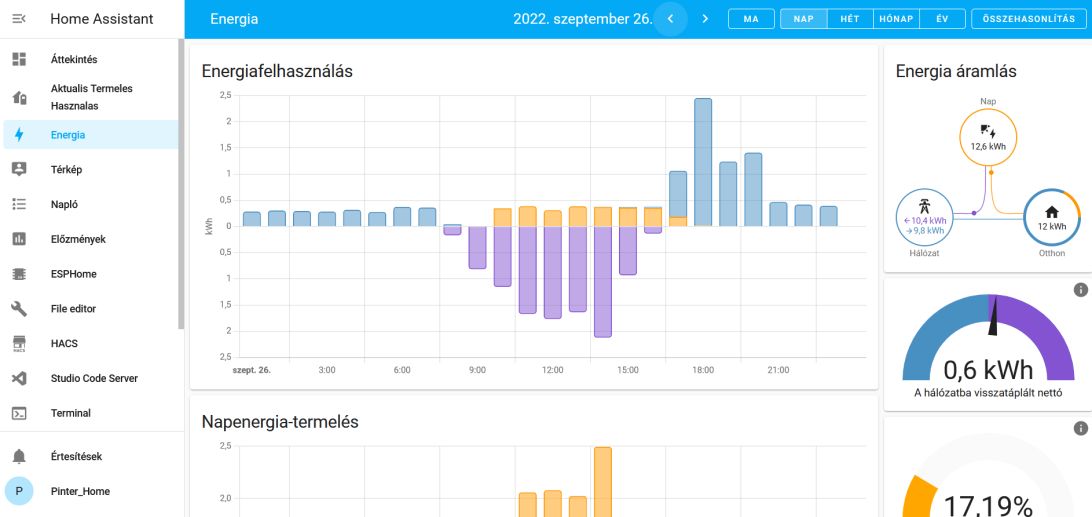 Home Assistant
Energia
2022. szeptember 26.
MA
NAP
HÉT
HÓNAP
ÉV
ÖSSZEHASONLÍTÁS
Áttekintés
Aktualis Termeles
Hasznalas
Energia
Térkép
Napló
Előzmények
ESPHome
File editor
HACS
HACS
Studio Code Server
Terminal
Értesítések
P
Pinter_Home
Energiafelhasználás
kWh
2,5
2
1,5
1
0,5
0
0,5
1
1,5
2
2,5
szept. 26.
3:00
6:00
9:00
12:00
15:00
18:00
21:00
Napenergia-termelés
2,5
2,0
Energia áramlás
Nap
12,6 kWh
←10,4 kWh
→9,8 kWh
12 kWh
Hálózat
Otthon
0,6 kWh
A hálózatba visszatáplált nettó
17,19%